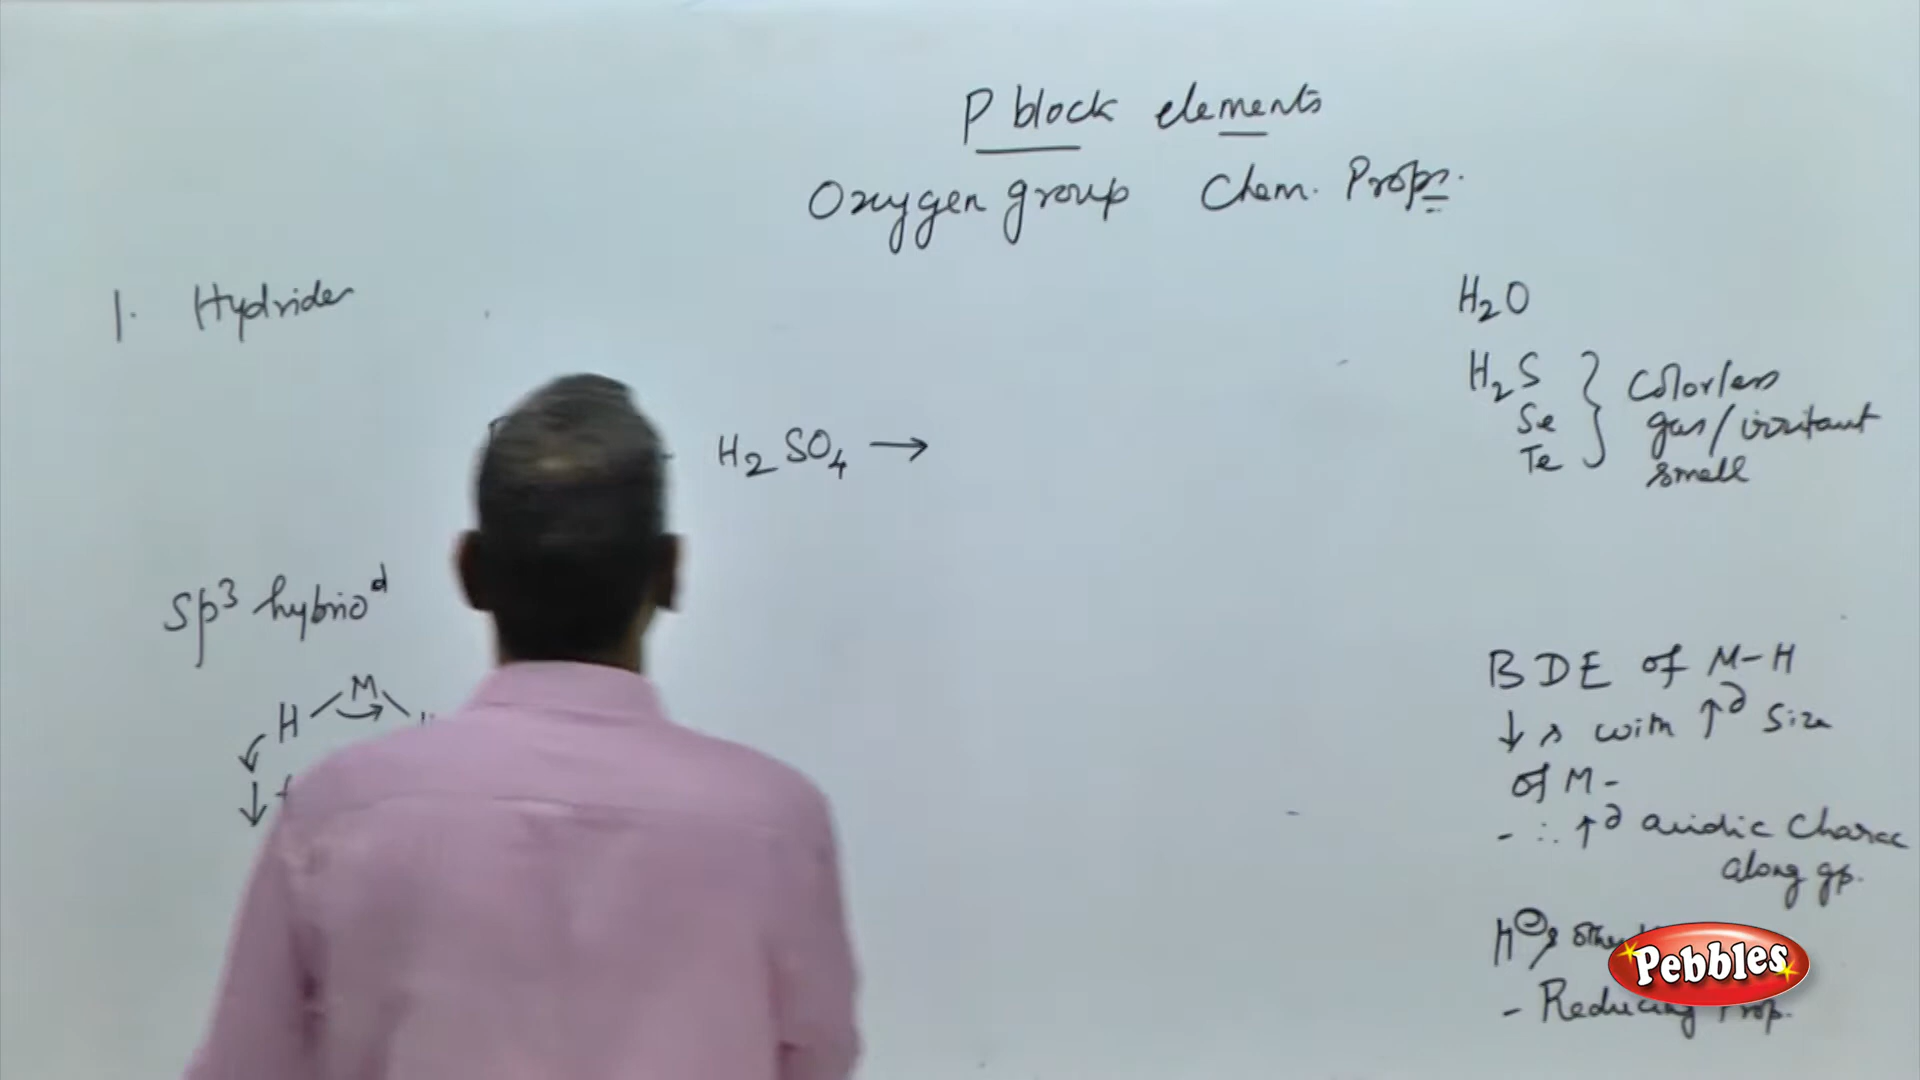 P block elements
Oxygen group Chem. Props.
1. Hydrides
H2SO4 →
sp3 hybrid
H M
↓
H2O
H2S } Colorless
Se gas/irritant
Te smell
BDE of M-H
↓s with ↑d Size
of M -
- ∴ ↑d acidic Charac
along gp.
- Reducing Prop.
Pebbles